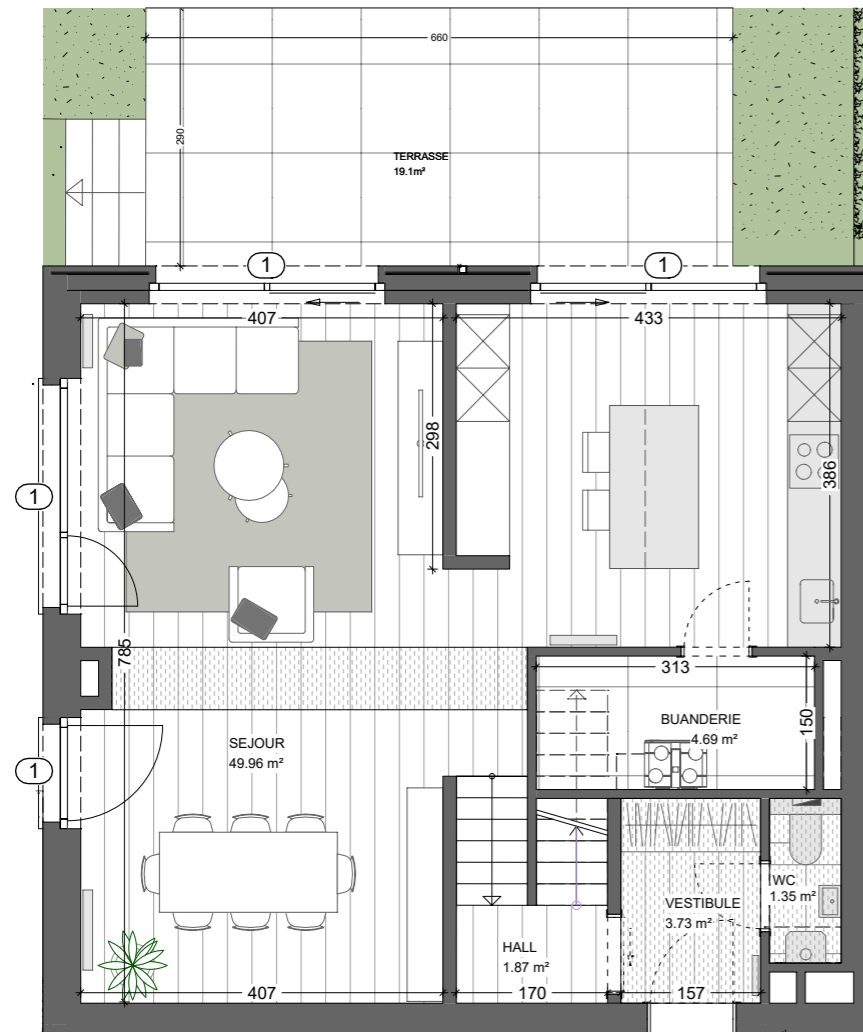 660
290
TERRASSE
19.1m²
1
1
407
433
298
386
1
785
313
BUANDERIE
4.69 m²
150
SEJOUR
49.96 m²
1
WC
1.35 m²
VESTIBULE
3.73 m²
HALL
1.87 m²
407
170
157